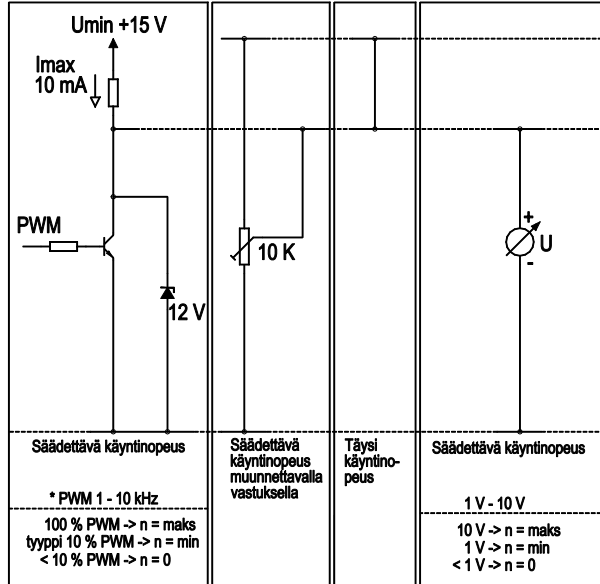 Umin +15 V
Imax
10 mA
PWM
12 V
10 K
+
U
-
Säädettävä käyntinopeus
* PWM 1 - 10 kHz
100 % PWM -> n = maks
tyyppi 10 % PWM -> n = min
< 10 % PWM -> n = 0
Säädettävä
käyntinopeus
muunnettavalla
vastuksella
Täysi
käyntino-
peus
Säädettävä käyntinopeus
1 V - 10 V
10 V -> n = maks
1 V -> n = min
< 1 V -> n = 0